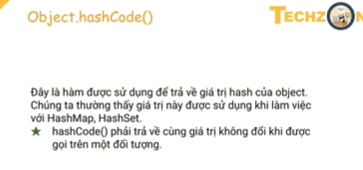 Object.hashCode()
TECHZ
Đây là hàm được sử dụng để trả về giá trị hash của object.
Chúng ta thường thấy giá trị này được sử dụng khi làm việc
với HashMap, HashSet.
★ hashCode() phải trả về cùng giá trị không đổi khi được
gọi trên một đối tượng.